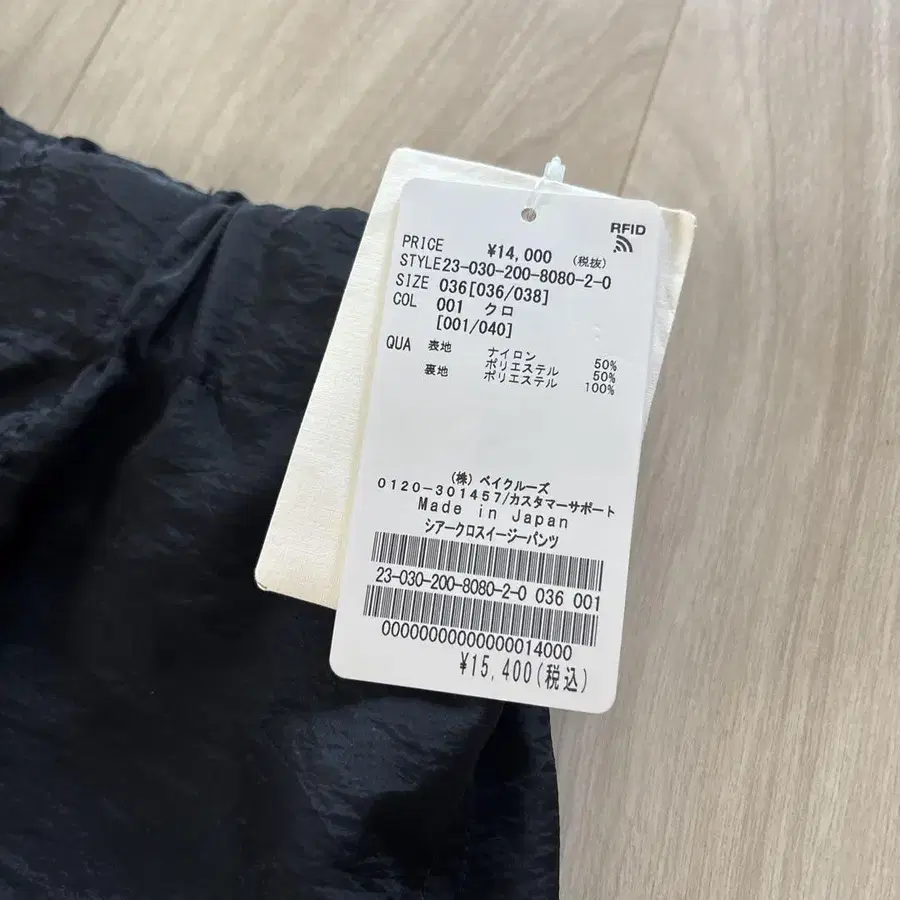 RFID
PRICE ¥14,000 (税抜)
STYLE23-030-200-8080-2-0
SIZE 036[036/038]
COL 001 クロ
[001/040]
QUA 表地 ナイロン 50%
ポリエステル 50%
裏地 ポリエステル 100%
(株) ベイクルーズ
0120-301457/カスタマーサポート
Made in Japan
シアークロスイージーパンツ
23-030-200-8080-2-0 036 001
00000000000000014000
¥15,400(税込)